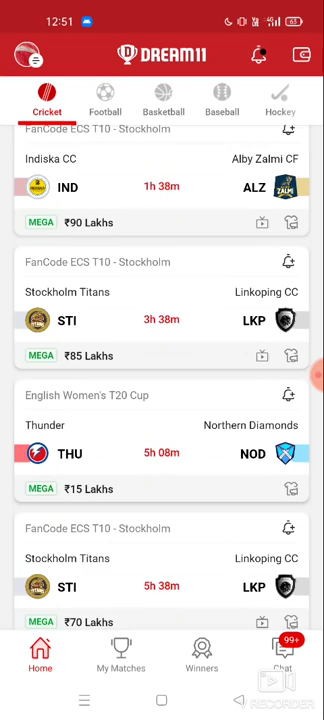 12:51
4G
63
DREAM11
Cricket
Football
Basketball
Baseball
Hockey
FanCode ECS T10 - Stockholm
Indiska CC
Alby Zalmi CF
IND
1h 38m
ALZ
MEGA ₹90 Lakhs
FanCode ECS T10 - Stockholm
Stockholm Titans
Linkoping CC
STI
3h 38m
LKP
MEGA ₹85 Lakhs
English Women's T20 Cup
Thunder
Northern Diamonds
THU
5h 08m
NOD
MEGA ₹15 Lakhs
FanCode ECS T10 - Stockholm
Stockholm Titans
Linkoping CC
STI
5h 38m
LKP
MEGA ₹70 Lakhs
99+
Home
My Matches
Winners
Chat
RECORDER